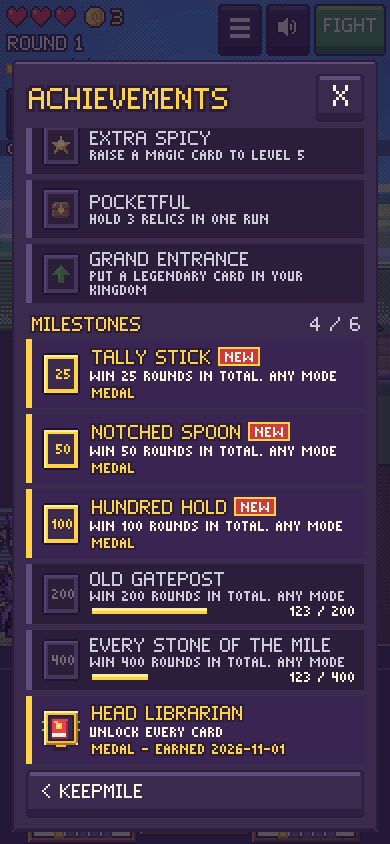 3
ROUND 1
FIGHT
ACHIEVEMENTS
X
EXTRA SPICY
RAISE A MAGIC CARD TO LEVEL 5
POCKETFUL
HOLD 3 RELICS IN ONE RUN
GRAND ENTRANCE
PUT A LEGENDARY CARD IN YOUR
KINGDOM
MILESTONES 4 / 6
25
TALLY STICK NEW
WIN 25 ROUNDS IN TOTAL. ANY MODE
MEDAL
50
NOTCHED SPOON NEW
WIN 50 ROUNDS IN TOTAL. ANY MODE
MEDAL
100
HUNDRED HOLD NEW
WIN 100 ROUNDS IN TOTAL. ANY MODE
MEDAL
200
OLD GATEPOST
WIN 200 ROUNDS IN TOTAL. ANY MODE
123 / 200
400
EVERY STONE OF THE MILE
WIN 400 ROUNDS IN TOTAL. ANY MODE
123 / 400
HEAD LIBRARIAN
UNLOCK EVERY CARD
MEDAL - EARNED 2026-11-01
< KEEPMILE